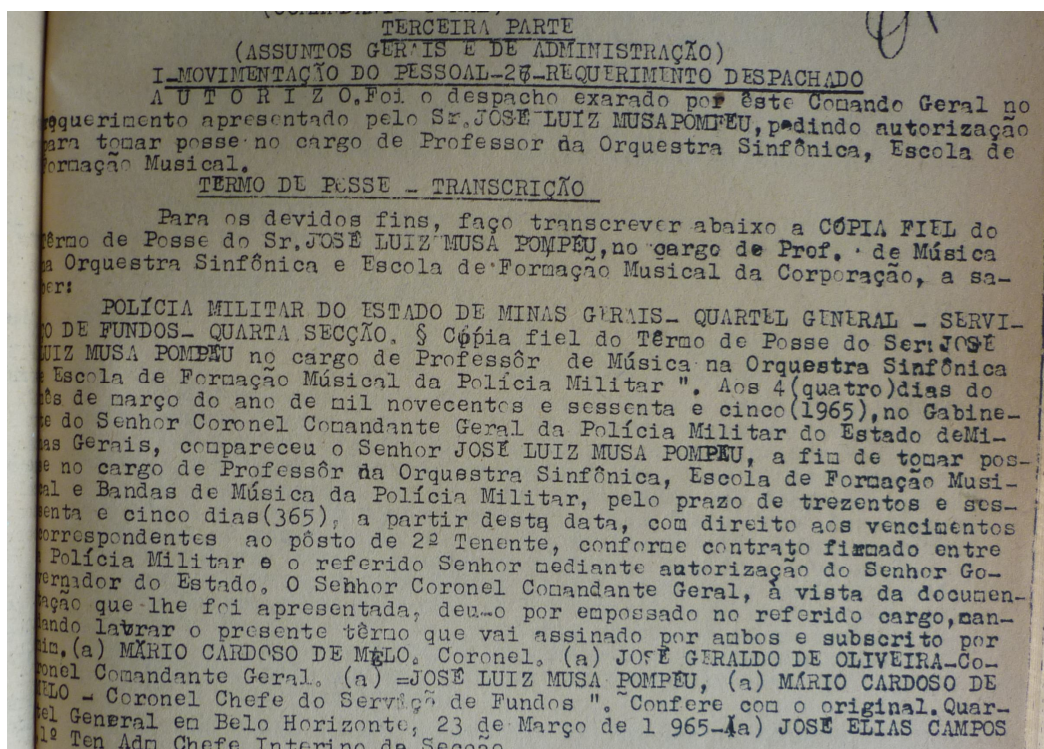 (COMANDANTE GERAL)
TERCEIRA PARTE
(ASSUNTOS GERAIS E DE ADMINISTRAÇÃO)
I_MOVIMENTAÇÃO DO PESSOAL-28-REQUERIMENTO DESPACHADO
A U T O R I Z O.Foi o despacho exarado por êste Comando Geral no
requerimento apresentado pelo Sr.JOSÉ LUIZ MUSA POMPEU,pedindo autorização
para tomar posse no cargo de Professor da Orquestra Sinfônica, Escola de
Formação Musical.
TERMO DE POSSE - TRANSCRIÇÃO
Para os devidos fins, faço transcrever abaixo a CÓPIA FIEL do
Têrmo de Posse do Sr.JOSÉ LUIZ MUSA POMPEU,no cargo de Prof. de Música
na Orquestra Sinfônica e Escola de Formação Musical da Corporação, a sa-
ber:
POLÍCIA MILITAR DO ESTADO DE MINAS GERAIS- QUARTEL GENERAL - SERVI-
ÇO DE FUNDOS- QUARTA SECÇÃO. § Cópia fiel do Têrmo de Posse do Senr JOSÉ
LUIZ MUSA POMPEU no cargo de Professôr de Música na Orquestra Sinfônica
e Escola de Formação Músical da Polícia Militar ". Aos 4(quatro)dias do
mês de março do ano de mil novecentos e sessenta e cinco(1965),no Gabine-
te do Senhor Coronel Comandante Geral da Polícia Militar do Estado deMi-
nas Gerais, compareceu o Senhor JOSÉ LUIZ MUSA POMPEU, a fim de tomar pos-
se no cargo de Professôr da Orquestra Sinfônica, Escola de Formação Musi-
cal e Bandas de Música da Polícia Militar, pelo prazo de trezentos e ses-
senta e cinco dias(365), a partir desta data, com direito aos vencimentos
correspondentes ao pôsto de 2º Tenente, conforme contrato firmado entre
a Polícia Militar e o referido Senhor mediante autorização do Senhor Go-
vernador do Estado. O Senhor Coronel Comandante Geral, à vista da documen-
tação que lhe foi apresentada, deu-o por empossado no referido cargo,man-
dando lavrar o presente têrmo que vai assinado por ambos e subscrito por
mim.(a) MÁRIO CARDOSO DE MELO. Coronel. (a) JOSÉ GERALDO DE OLIVEIRA-Co-
ronel Comandante Geral. (a) =JOSÉ LUIZ MUSA POMPEU, (a) MÁRIO CARDOSO DE
MELO - Coronel Chefe do Serviço de Fundos ". Confere com o original.Quar-
tel General em Belo Horizonte, 23 de Março de 1 965-(a) JOSÉ ELIAS CAMPOS
1º Ten Adm Chefe Interino da Secção